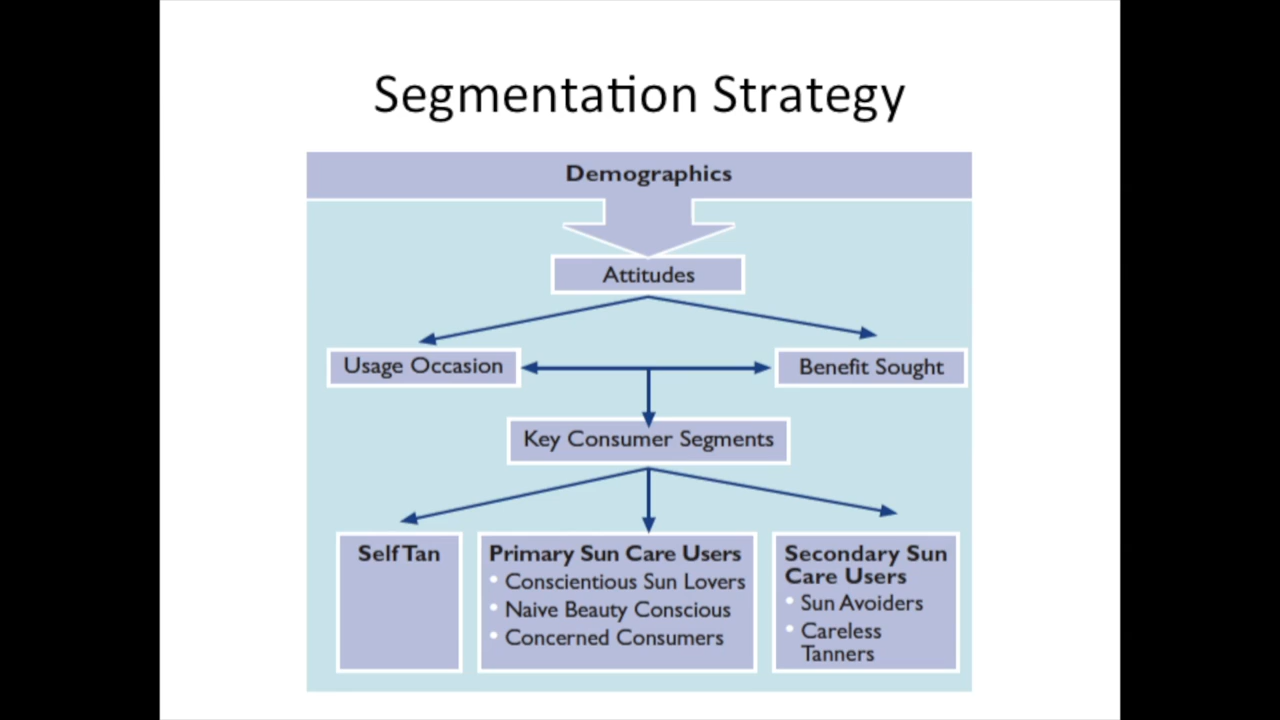 Segmentation Strategy
Demographics
Attitudes
Usage Occasion
Benefit Sought
Key Consumer Segments
Self Tan
Primary Sun Care Users
• Conscientious Sun Lovers
• Naive Beauty Conscious
• Concerned Consumers
Secondary Sun
Care Users
• Sun Avoiders
• Careless
Tanners